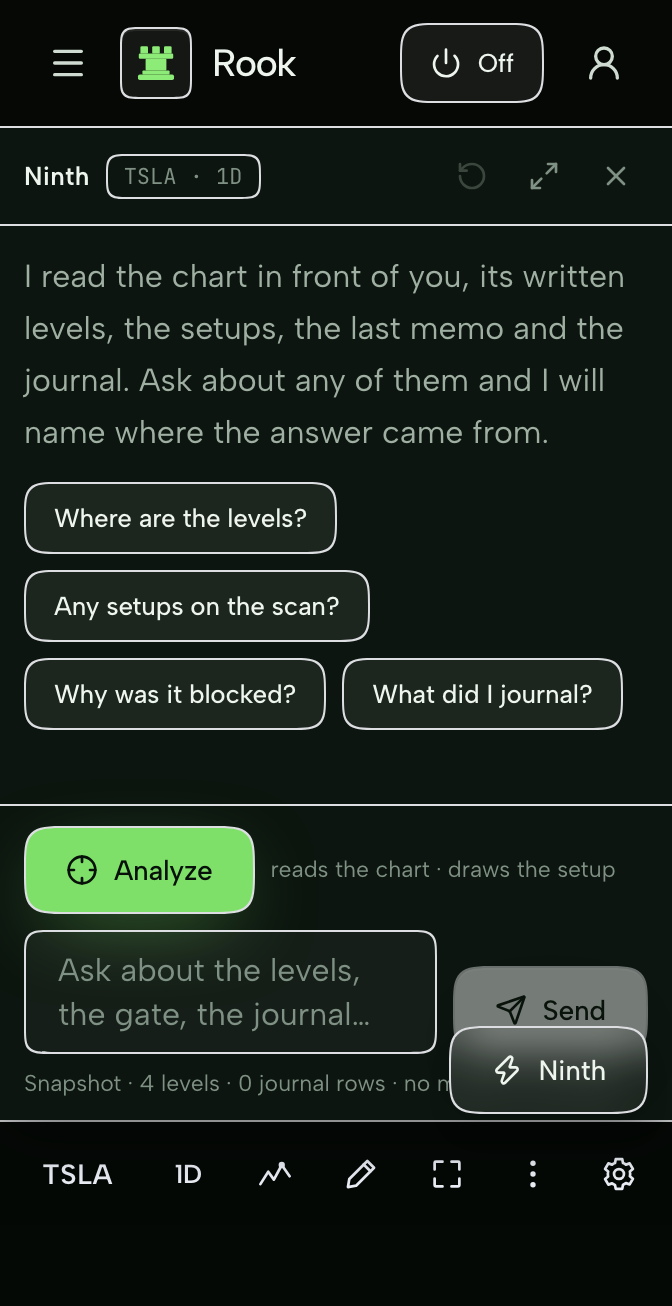 Rook
Off
Ninth
TSLA · 1D
I read the chart in front of you, its written
levels, the setups, the last memo and the
journal. Ask about any of them and I will
name where the answer came from.
Where are the levels?
Any setups on the scan?
Why was it blocked?
What did I journal?
Analyze
reads the chart · draws the setup
Ask about the levels,
the gate, the journal…
Send
Snapshot · 4 levels · 0 journal rows · no
Ninth
TSLA
1D